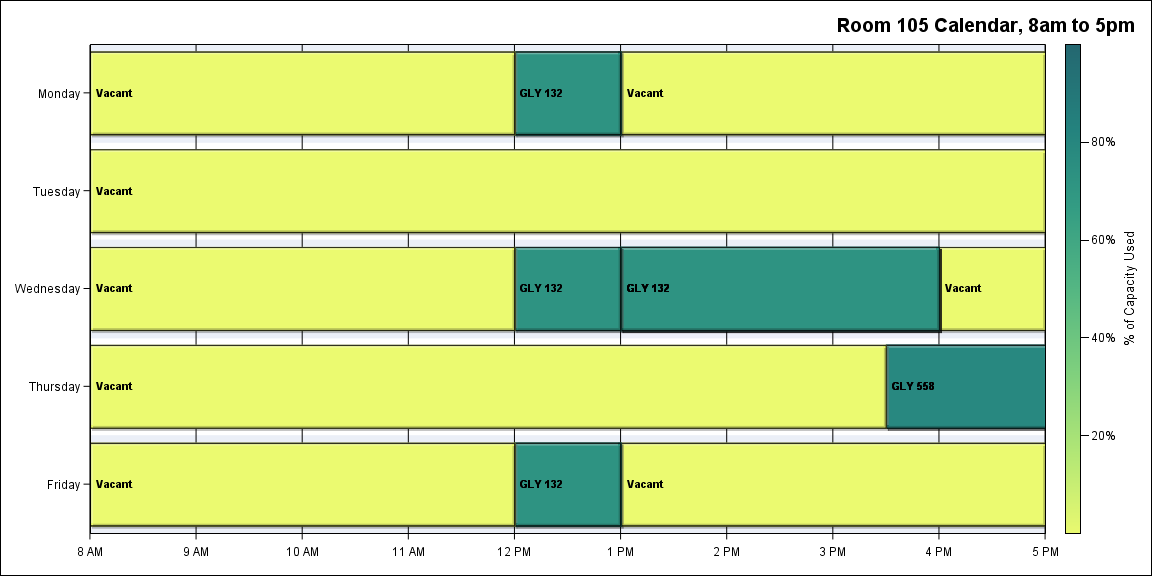 Room 105 Calendar, 8am to 5pm
Monday
Vacant
GLY 132
Vacant
Tuesday
Vacant
Wednesday
Vacant
GLY 132
GLY 132
Vacant
Thursday
Vacant
GLY 558
Friday
Vacant
GLY 132
Vacant
8 AM
9 AM
10 AM
11 AM
12 PM
1 PM
2 PM
3 PM
4 PM
5 PM
80%
60%
40%
20%
% of Capacity Used